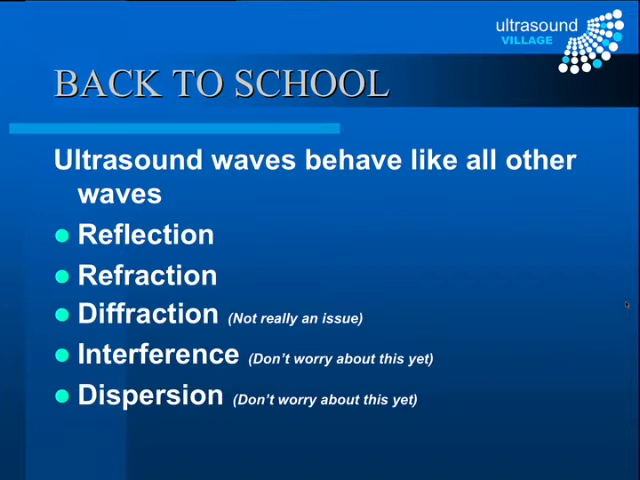 ultrasound
VILLAGE
BACK TO SCHOOL
Ultrasound waves behave like all other
waves
Reflection
Refraction
Diffraction (Not really an issue)
Interference (Don't worry about this yet)
Dispersion (Don't worry about this yet)